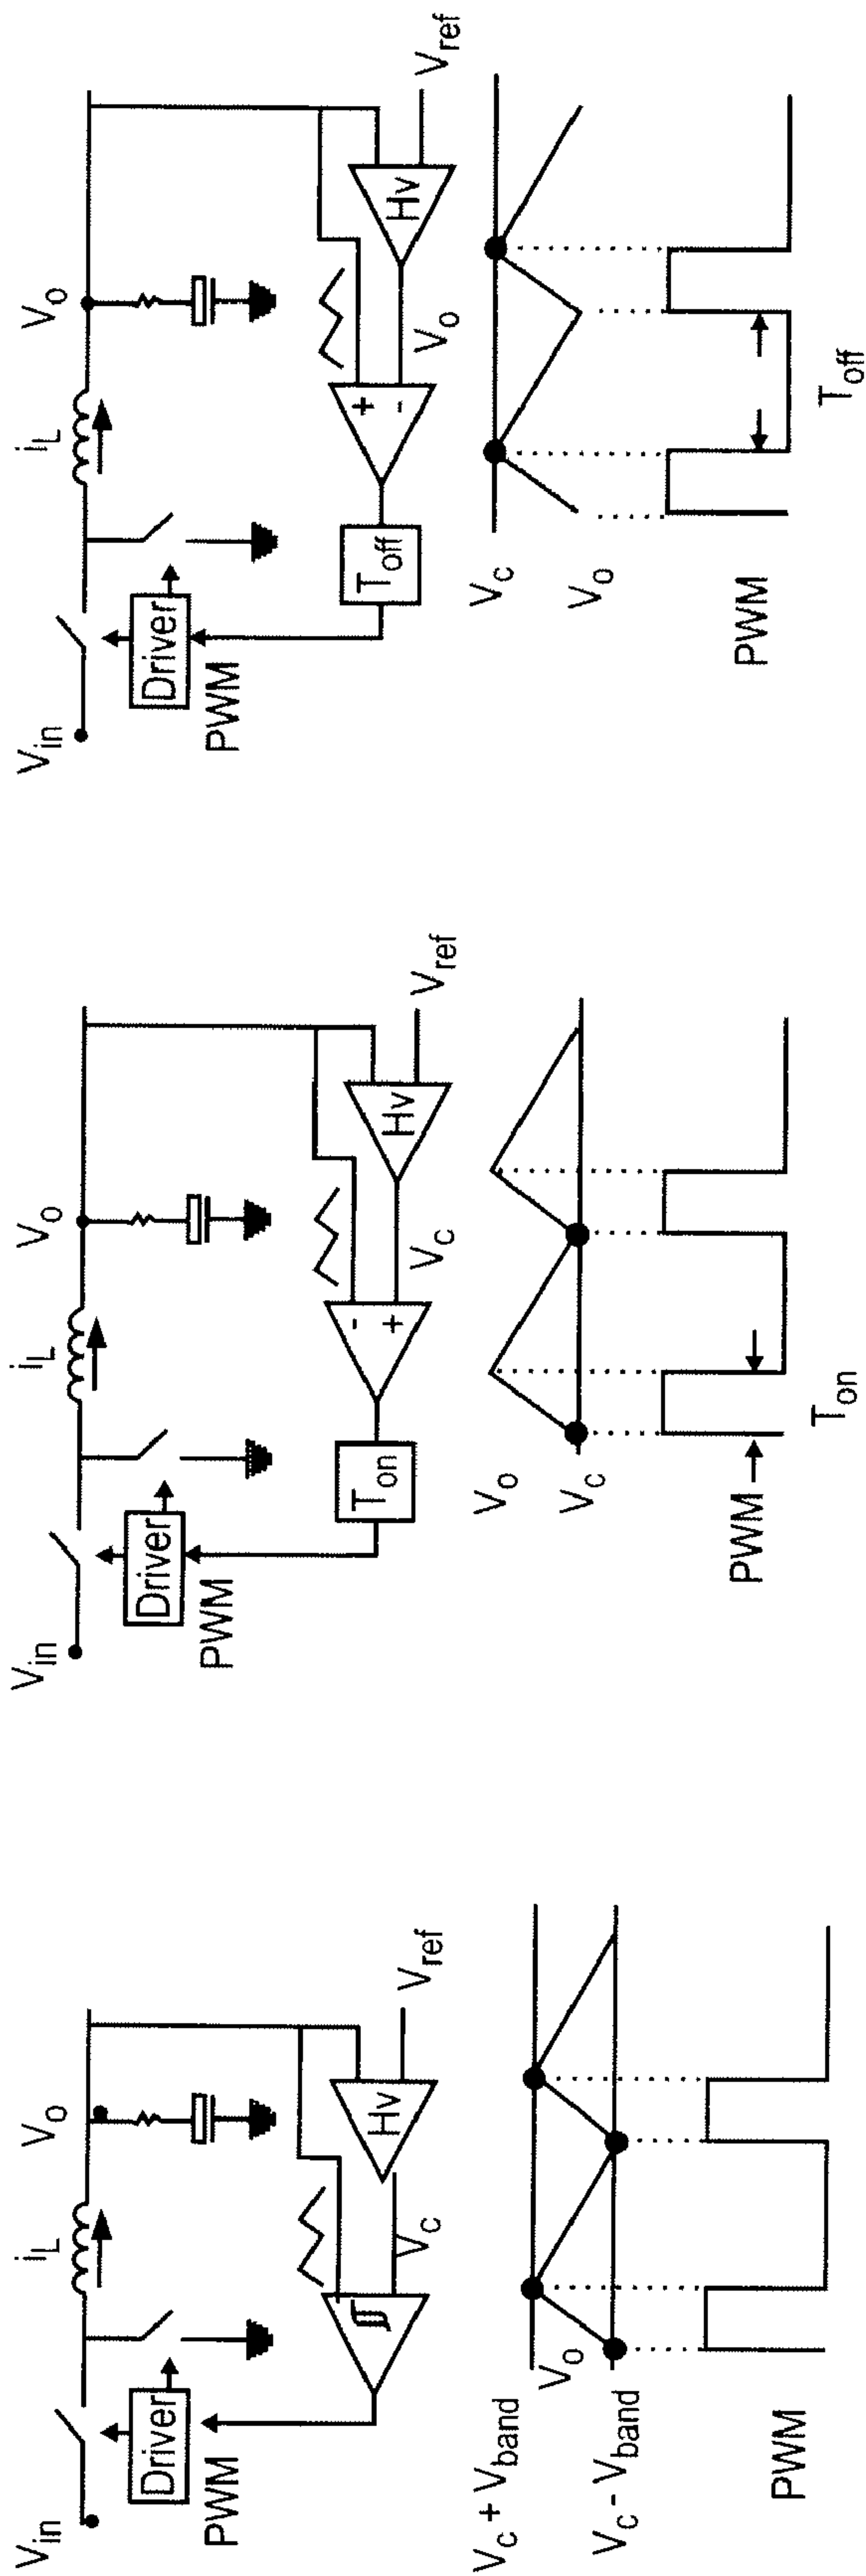 Vin
iL
Vo
Driver
PWM
Hv
Vc
Vref
Vc + Vband
Vo
Vc - Vband
PWM
Vin
iL
Vo
Driver
PWM
Ton
-
+
Hv
Vc
Vref
Vo
Vc
PWM
Ton
Vin
iL
Vo
Driver
PWM
Toff
+
-
Hv
Vo
Vref
Vc
Vo
PWM
Toff